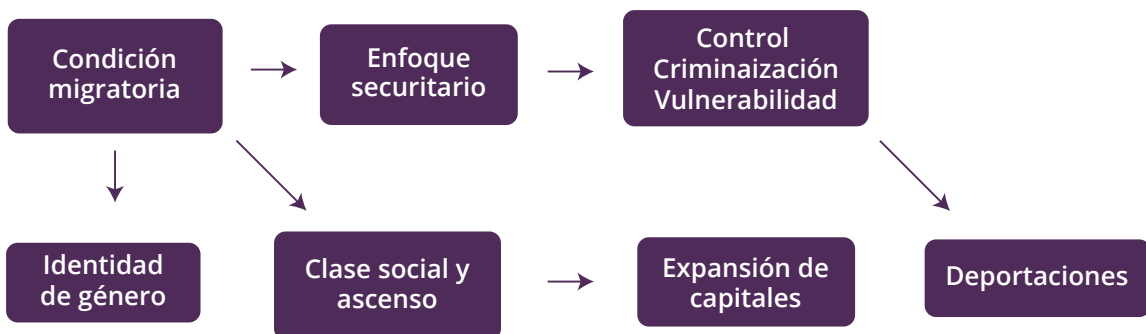 Condición
migratoria
Enfoque
securitario
Control
Criminaización
Vulnerabilidad
Identidad
de género
Clase social y
ascenso
Expansión de
capitales
Deportaciones